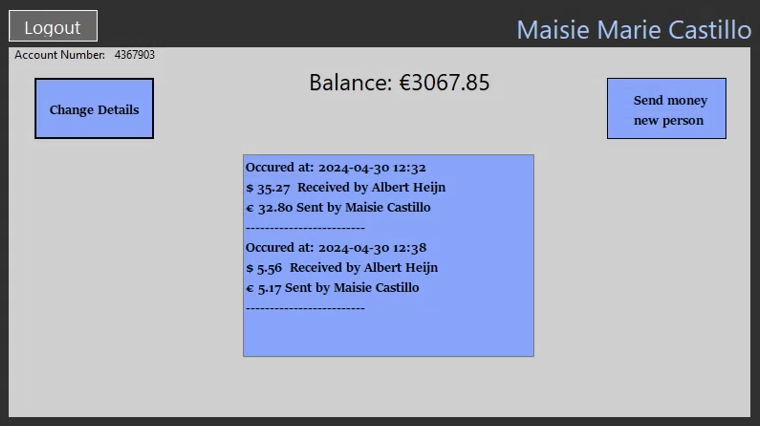 Logout
Maisie Marie Castillo
Account Number: 4367903
Change Details
Balance: €3067.85
Send money
new person
Occured at: 2024-04-30 12:32
$ 35.27 Received by Albert Heijn
€ 32.80 Sent by Maisie Castillo
-------------------------
Occured at: 2024-04-30 12:38
$ 5.56 Received by Albert Heijn
€ 5.17 Sent by Maisie Castillo
-------------------------